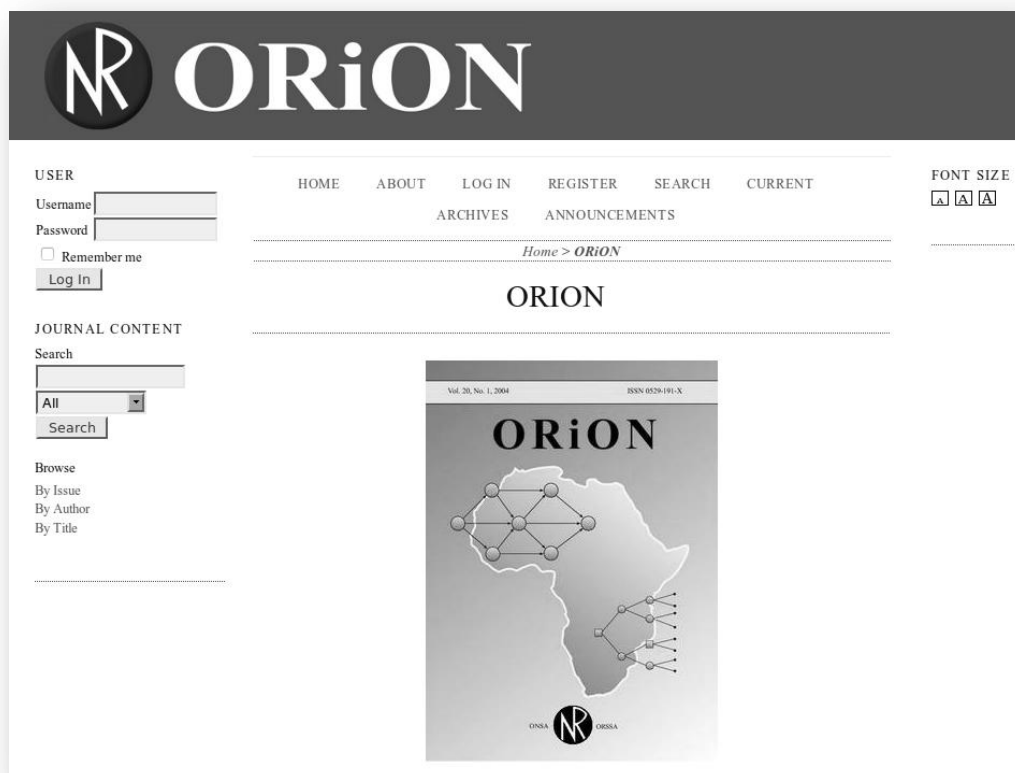 NR ORiON
USER
Username
Password
Remember me
Log In
JOURNAL CONTENT
Search
All
Search
Browse
By Issue
By Author
By Title
HOME ABOUT LOG IN REGISTER SEARCH CURRENT
ARCHIVES ANNOUNCEMENTS
Home > ORiON
ORION
Vol. 20, No. 1, 2004 ISSN 0529-191-X
ORiON
ONSA NR ORSSA
FONT SIZE
A A A